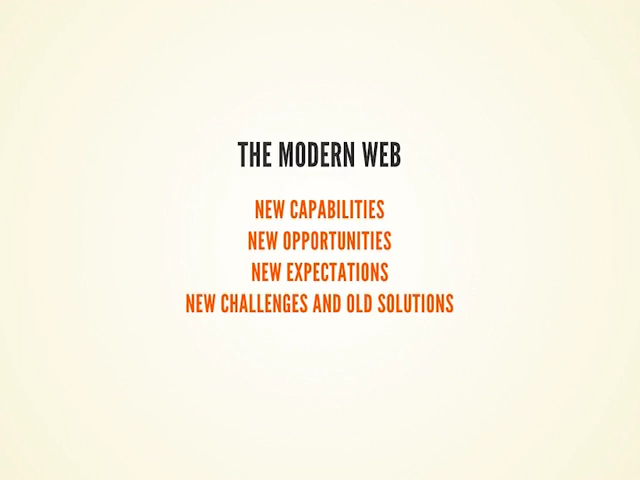 THE MODERN WEB
NEW CAPABILITIES
NEW OPPORTUNITIES
NEW EXPECTATIONS
NEW CHALLENGES AND OLD SOLUTIONS